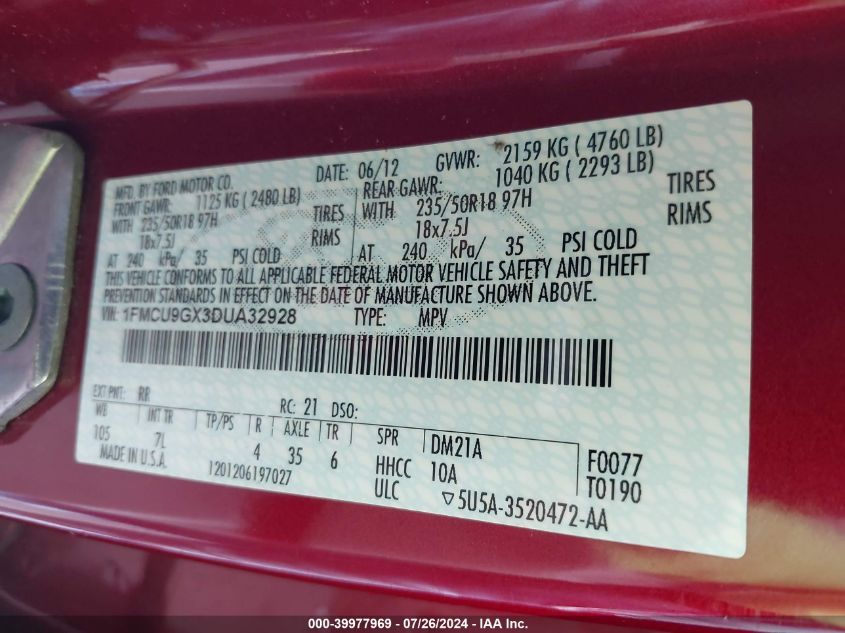 MFD. BY FORD MOTOR CO. DATE: 06/12 GVWR: 2159 KG ( 4760 LB)
FRONT GAWR: 1125 KG ( 2480 LB) REAR GAWR: 1040 KG ( 2293 LB)
WITH 235/50R18 97H TIRES WITH 235/50R18 97H TIRES
18x7.5J RIMS 18x7.5J RIMS
AT 240 kPa/ 35 PSI COLD AT 240 kPa/ 35 PSI COLD
THIS VEHICLE CONFORMS TO ALL APPLICABLE FEDERAL MOTOR VEHICLE SAFETY AND THEFT
PREVENTION STANDARDS IN EFFECT ON THE DATE OF MANUFACTURE SHOWN ABOVE.
VIN: 1FMCU9GX3DUA32928 TYPE: MPV
EXT PNT: RR RC: 21 DSO:
WB INT TR TP/PS R AXLE TR SPR DM21A F0077
105 7L 4 35 6 HHCC 10A T0190
MADE IN U.S.A. 1201206197027 ULC ▽5U5A-3520472-AA
000-39977969 | 07/26/2024 - IAA Inc.